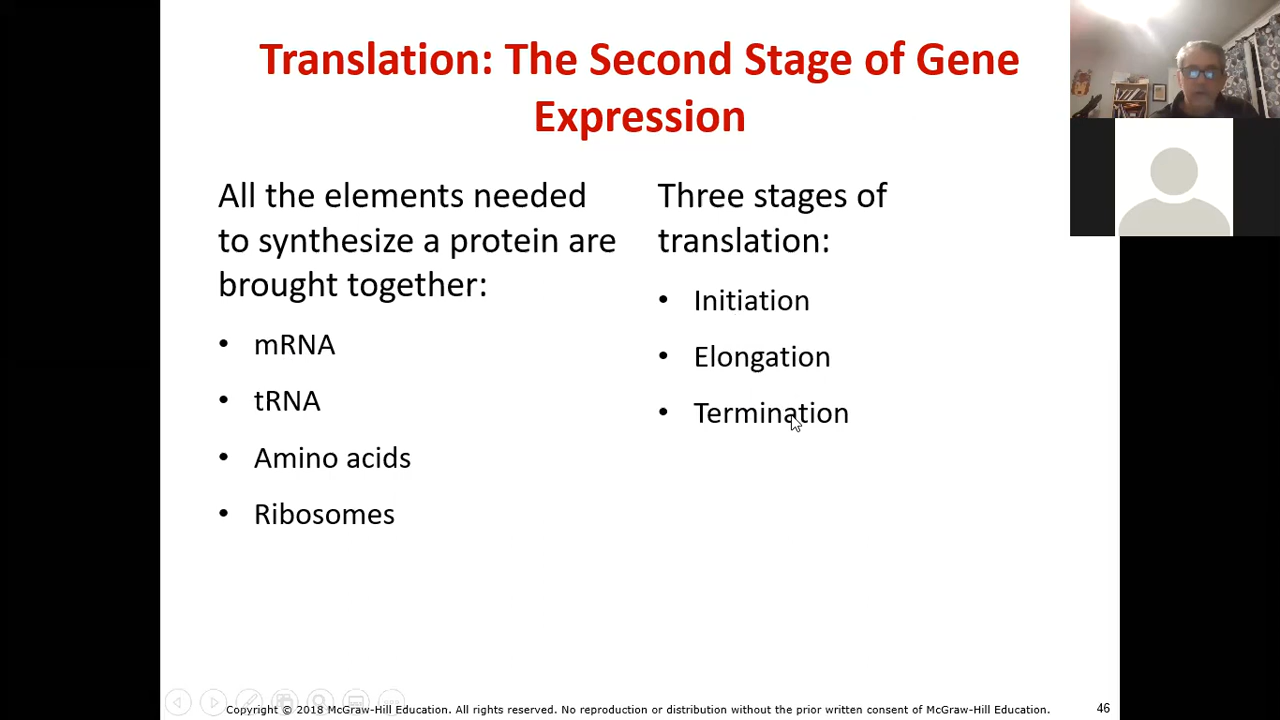 Translation: The Second Stage of Gene
Expression
All the elements needed
to synthesize a protein are
brought together:
• mRNA
• tRNA
• Amino acids
• Ribosomes
Three stages of
translation:
• Initiation
• Elongation
• Termination
Copyright © 2018 McGraw-Hill Education. All rights reserved. No reproduction or distribution without the prior written consent of McGraw-Hill Education.
46